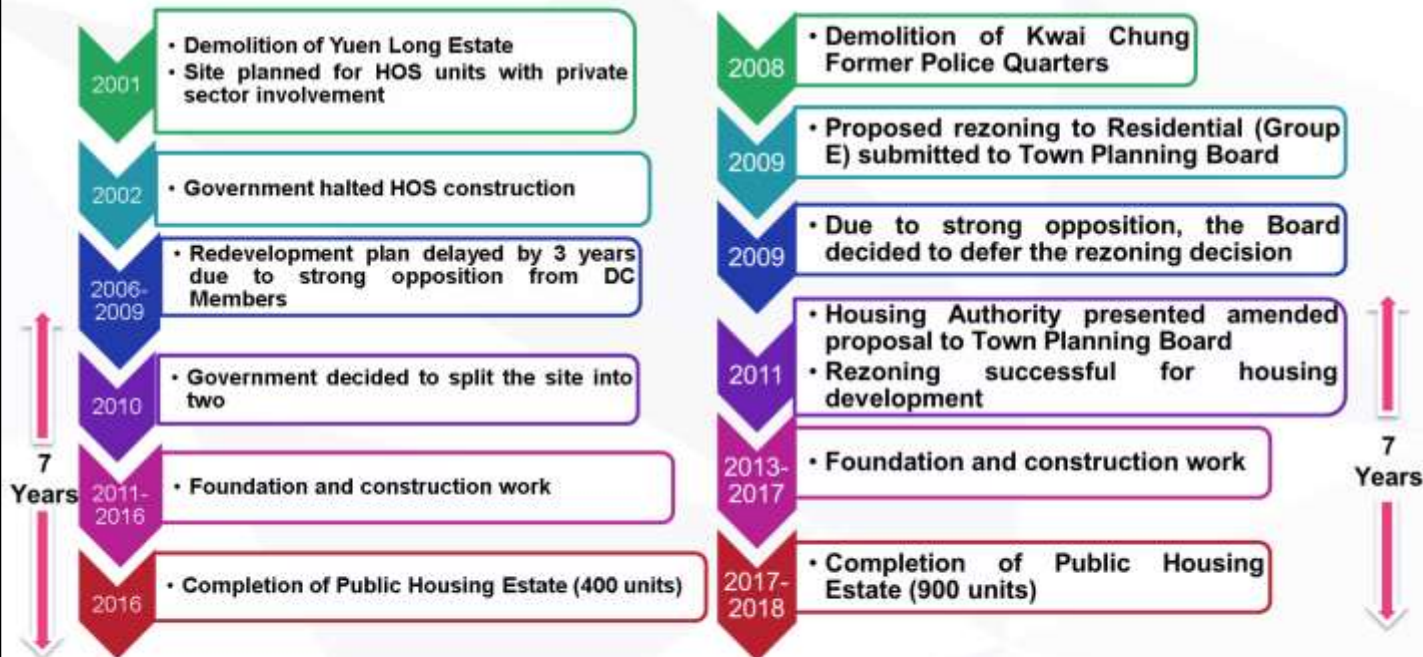 2001
• Demolition of Yuen Long Estate
• Site planned for HOS units with private
sector involvement
2002
• Government halted HOS construction
2006-
2009
• Redevelopment plan delayed by 3 years
due to strong opposition from DC
Members
2010
• Government decided to split the site into
two
2011-
2016
• Foundation and construction work
2016
• Completion of Public Housing Estate (400 units)
7
Years
2008
• Demolition of Kwai Chung
Former Police Quarters
2009
• Proposed rezoning to Residential (Group
E) submitted to Town Planning Board
2009
• Due to strong opposition, the Board
decided to defer the rezoning decision
2011
• Housing Authority presented amended
proposal to Town Planning Board
• Rezoning successful for housing
development
2013-
2017
• Foundation and construction work
2017-
2018
• Completion of Public Housing
Estate (900 units)
7
Years